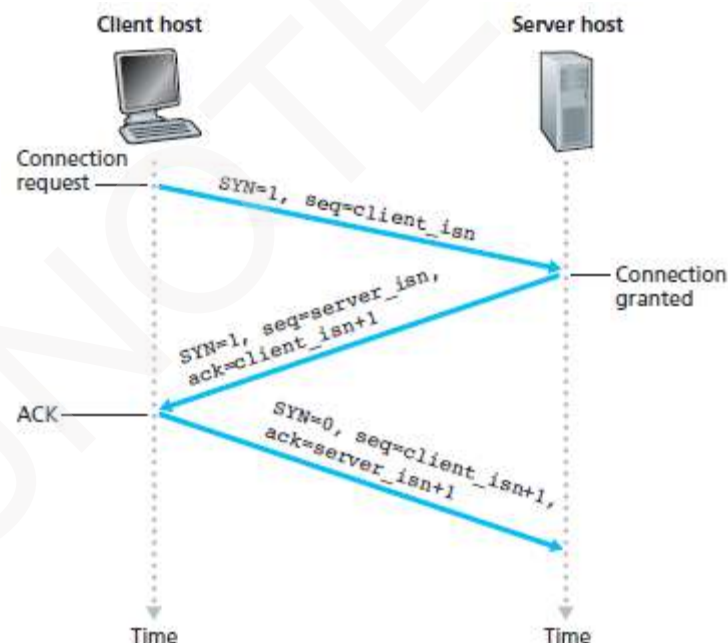 Client host
Server host
Connection
request
SYN=1, seq=client_isn
Connection
granted
SYN=1, seq=server_isn,
ack=client_isn+1
ACK
SYN=0, seq=client_isn+1,
ack=server_isn+1
Time
Time